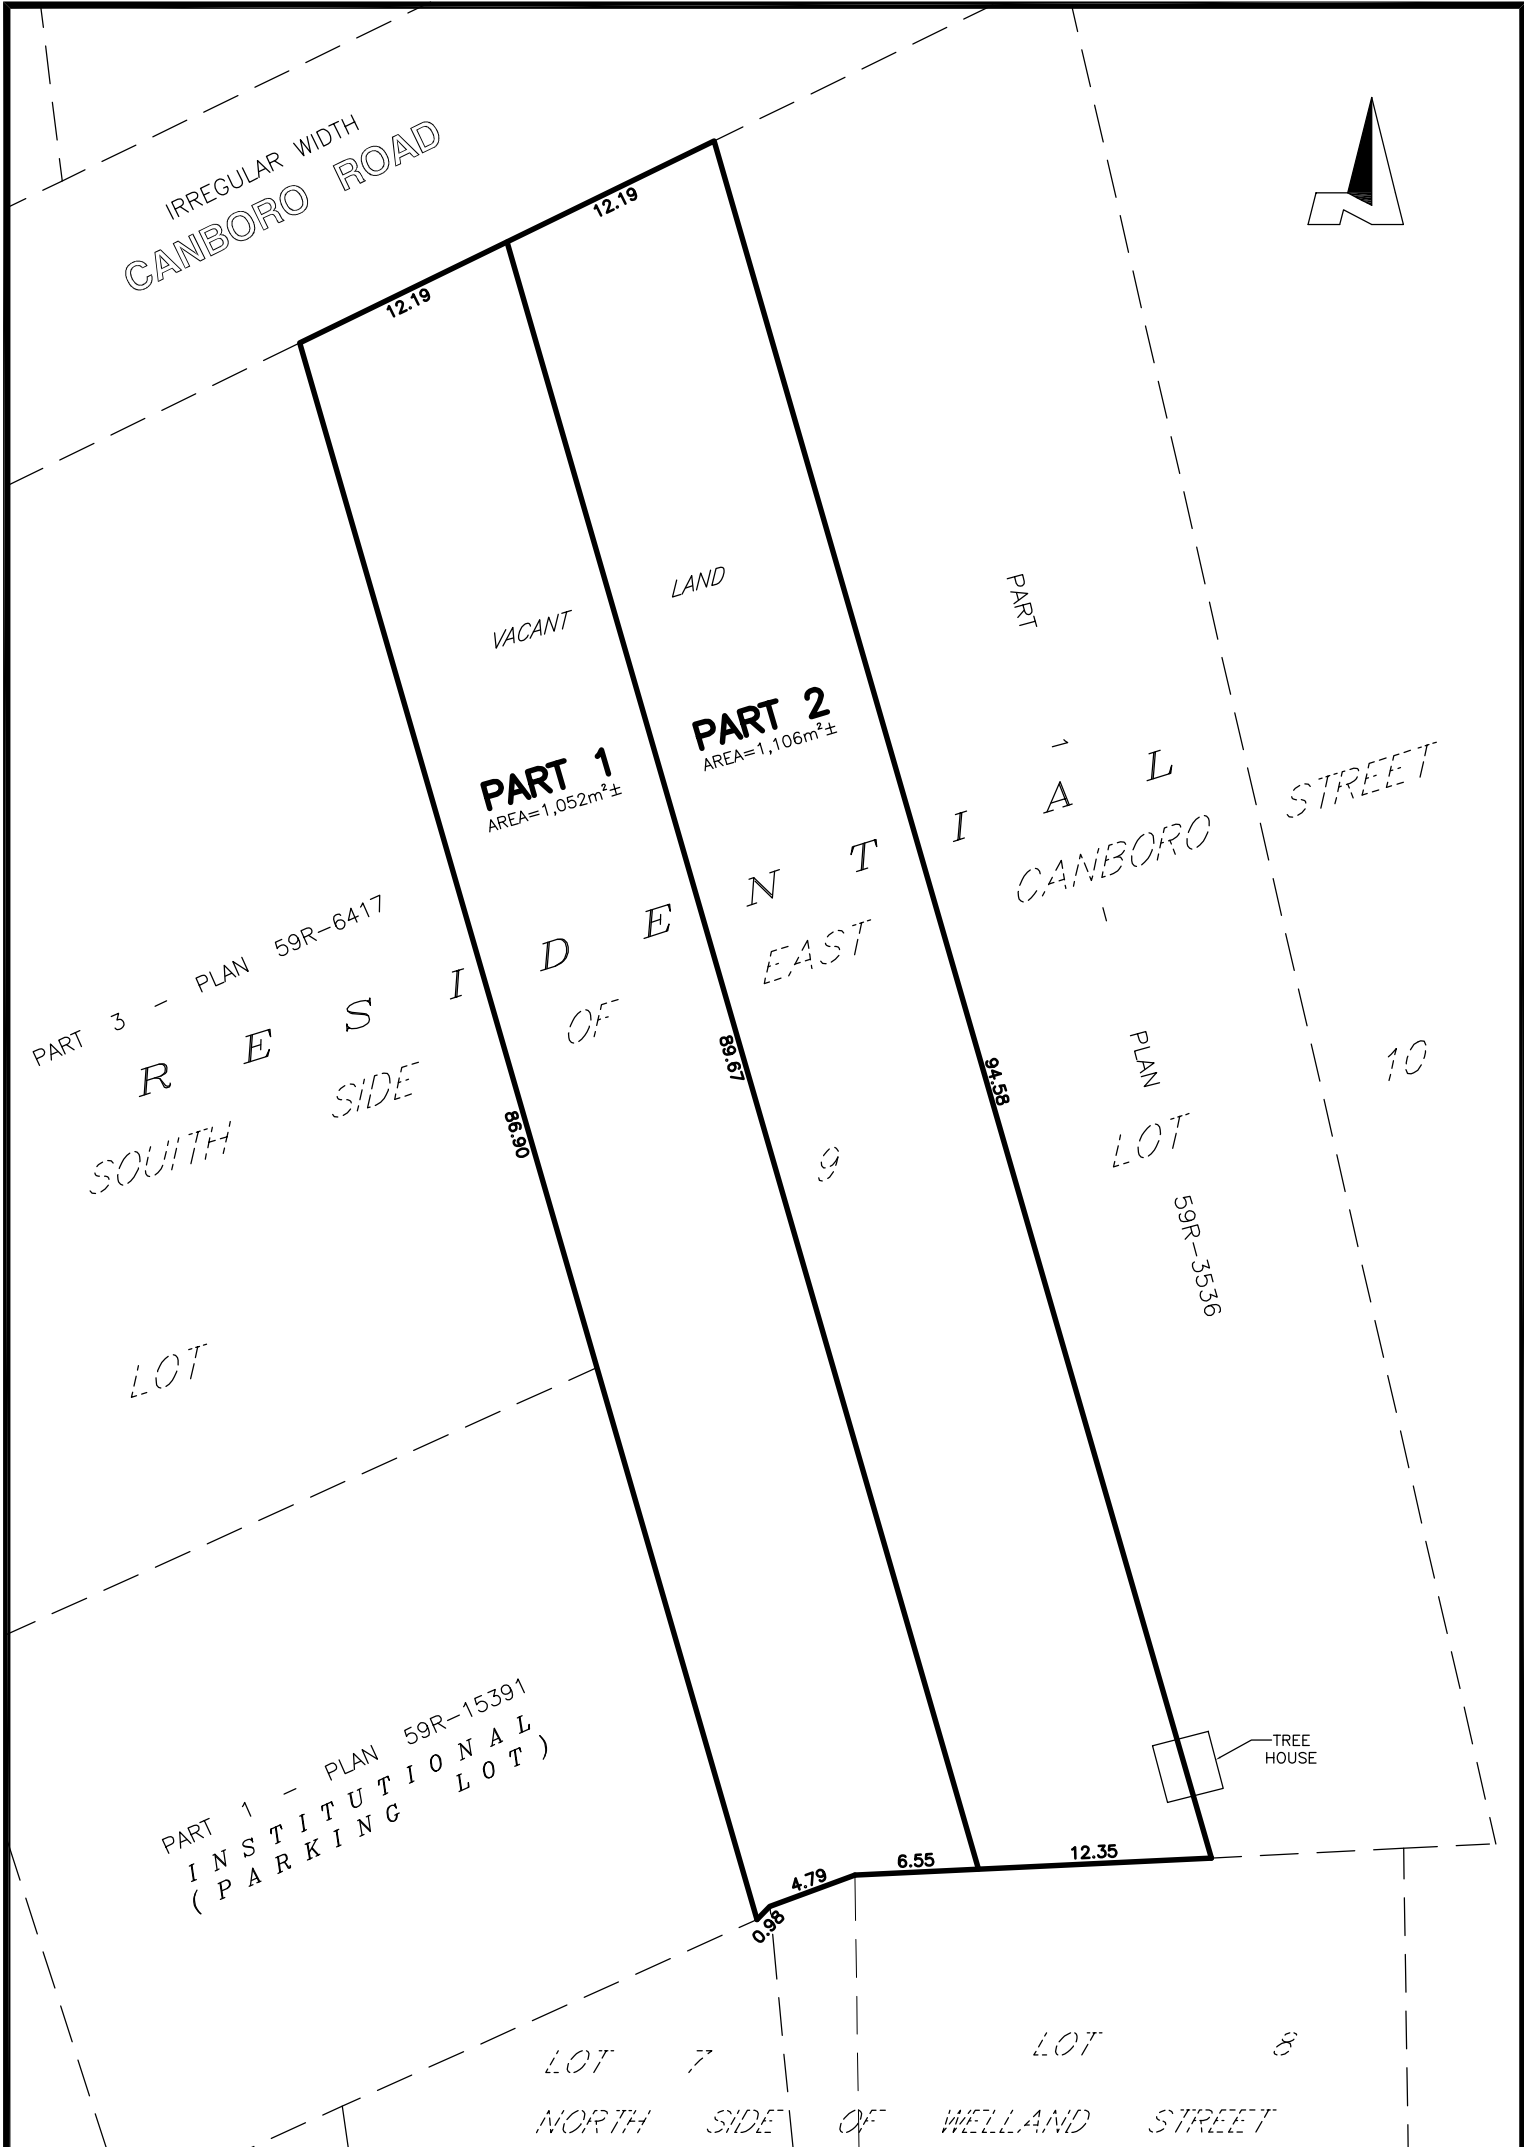 IRREGULAR WIDTH
CANBORO ROAD
12.19
12.19
VACANT LAND
PART 1
AREA=1,052m²±
PART 2
AREA=1,106m²±
PART 1 - PLAN 59R-3536
PART 3 - PLAN 59R-6417
RESIDENTIAL
SOUTH SIDE OF EAST CANBORO STREET
86.90
89.67
94.58
LOT 9
LOT 10
PART 1 - PLAN 59R-15391
INSTITUTIONAL
(PARKING LOT)
TREE
HOUSE
0.98
4.79
6.55
12.35
LOT 7
LOT 8
NORTH SIDE OF WELLAND STREET